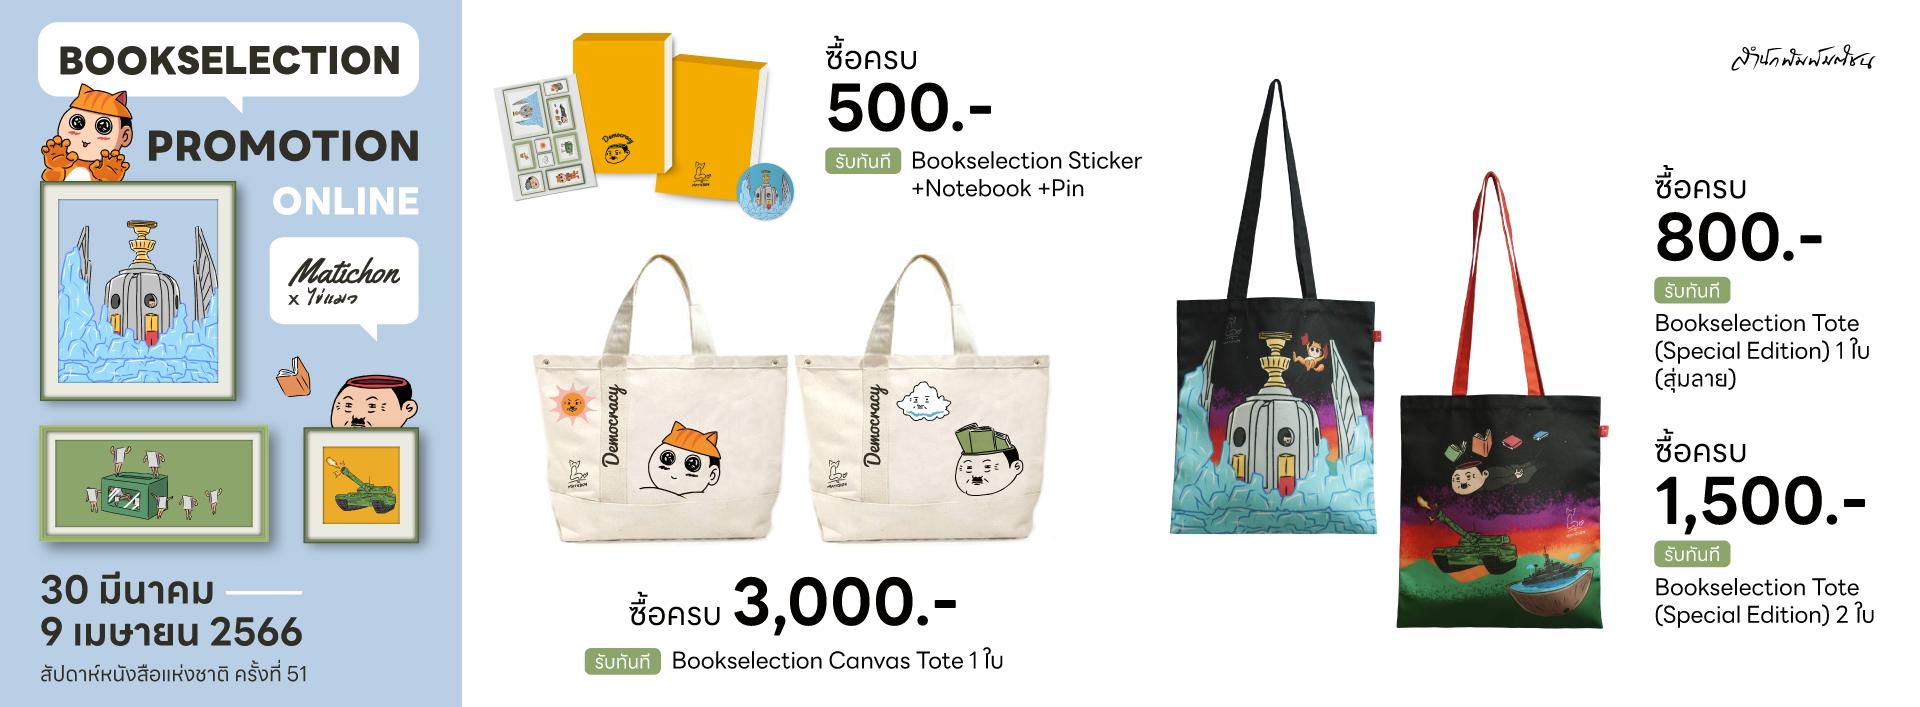 BOOKSELECTION
PROMOTION
ONLINE
Matichon
x ไข่แมว
30 มีนาคม
9 เมษายน 2566
สัปดาห์หนังสือแห่งชาติ ครั้งที่ 51
Democracy
ซื้อครบ
500.-
รับทันที Bookselection Sticker
+Notebook +Pin
Democracy
Democracy
ซื้อครบ 3,000.-
รับทันที Bookselection Canvas Tote 1 ใบ
สำนักพิมพ์มติชน
ซื้อครบ
800.-
รับทันที
Bookselection Tote
(Special Edition) 1 ใบ
(สุ่มลาย)
ซื้อครบ
1,500.-
รับทันที
Bookselection Tote
(Special Edition) 2 ใบ